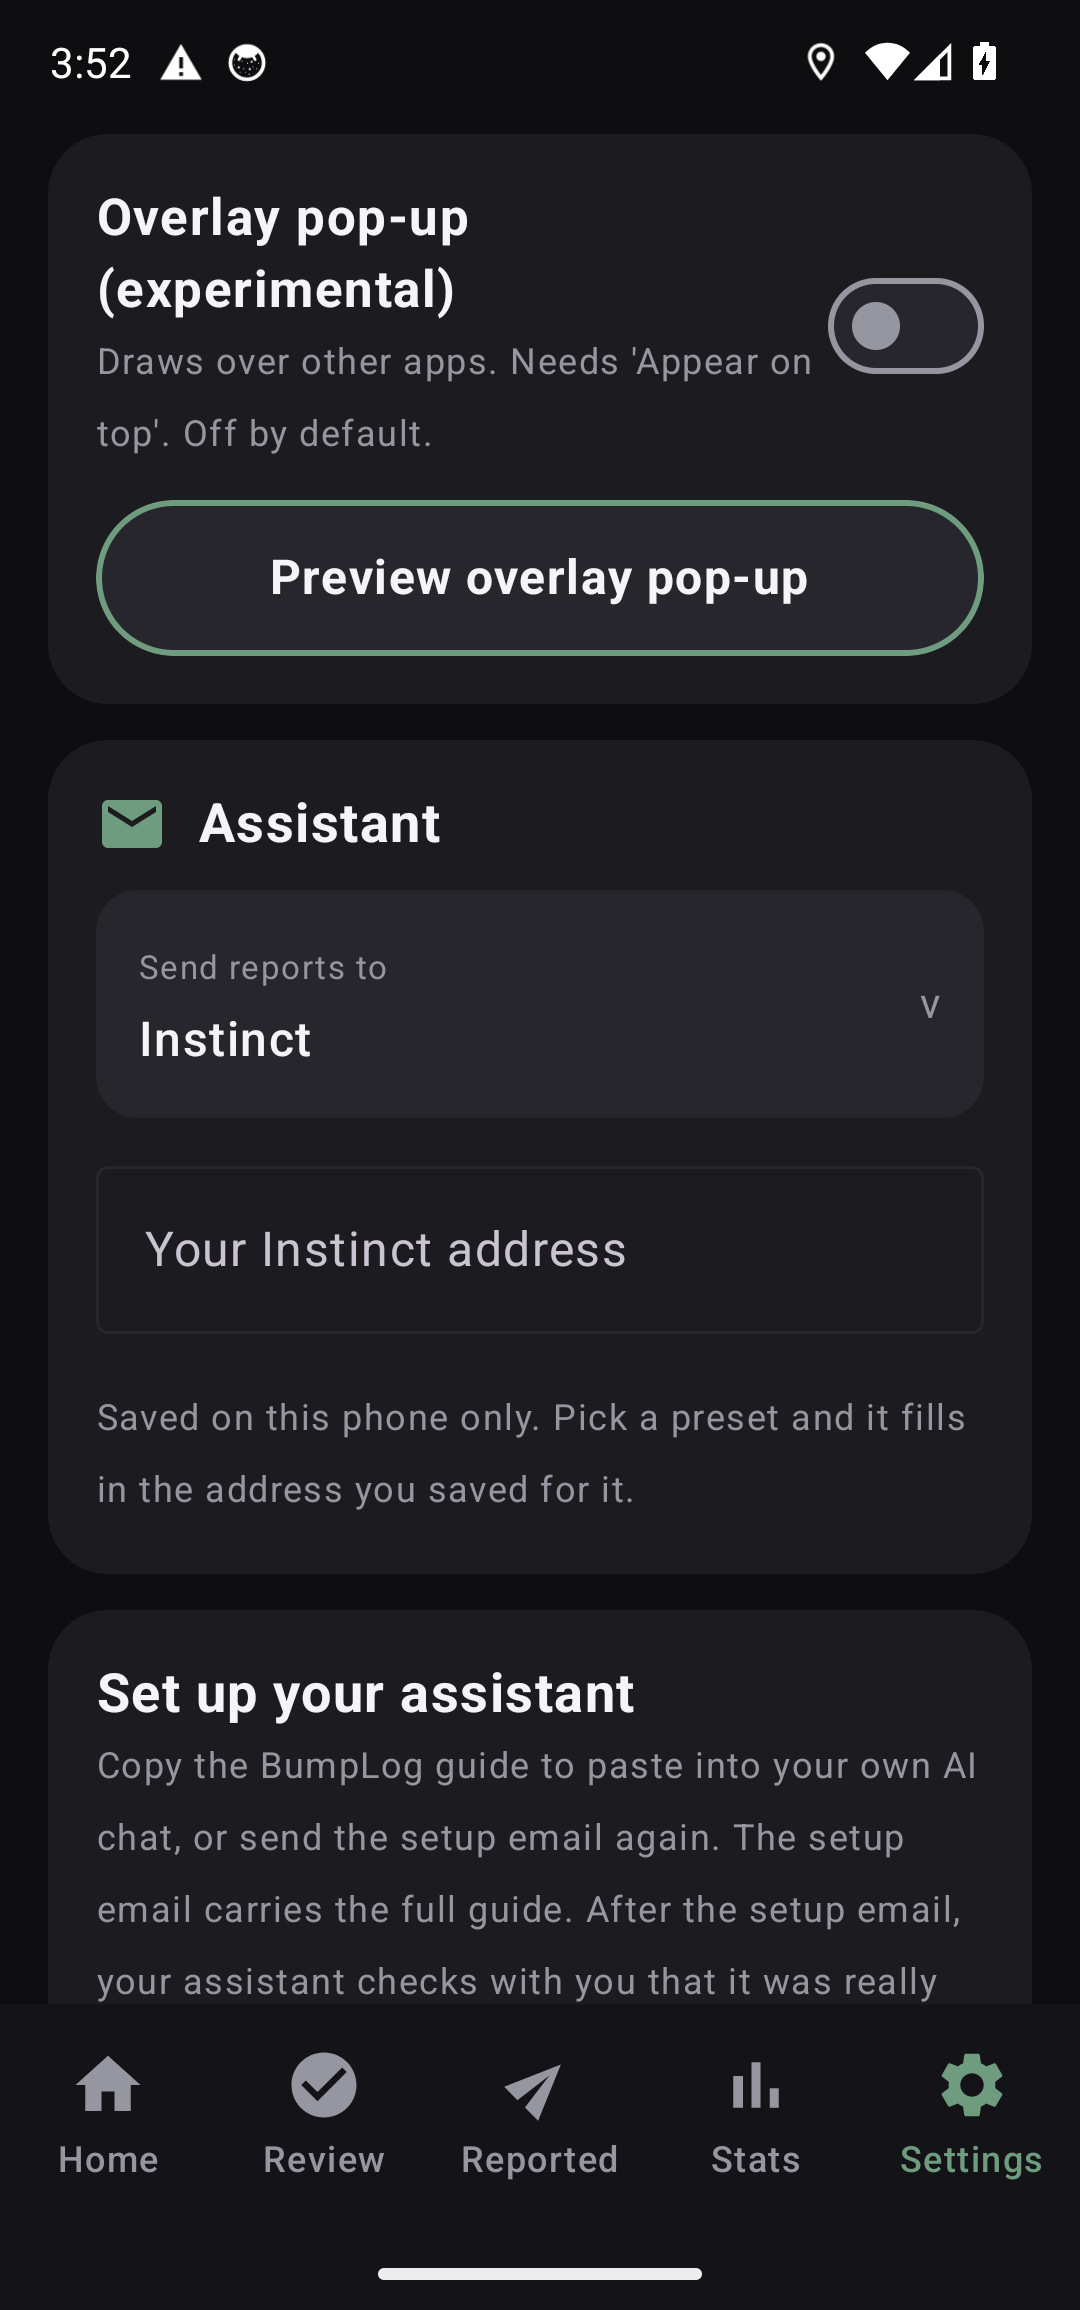 3:52
Overlay pop-up
(experimental)
Draws over other apps. Needs 'Appear on
top'. Off by default.
Preview overlay pop-up
Assistant
Send reports to
Instinct
v
Your Instinct address
Saved on this phone only. Pick a preset and it fills
in the address you saved for it.
Set up your assistant
Copy the BumpLog guide to paste into your own AI
chat, or send the setup email again. The setup
email carries the full guide. After the setup email,
your assistant checks with you that it was really
Home
Review
Reported
Stats
Settings